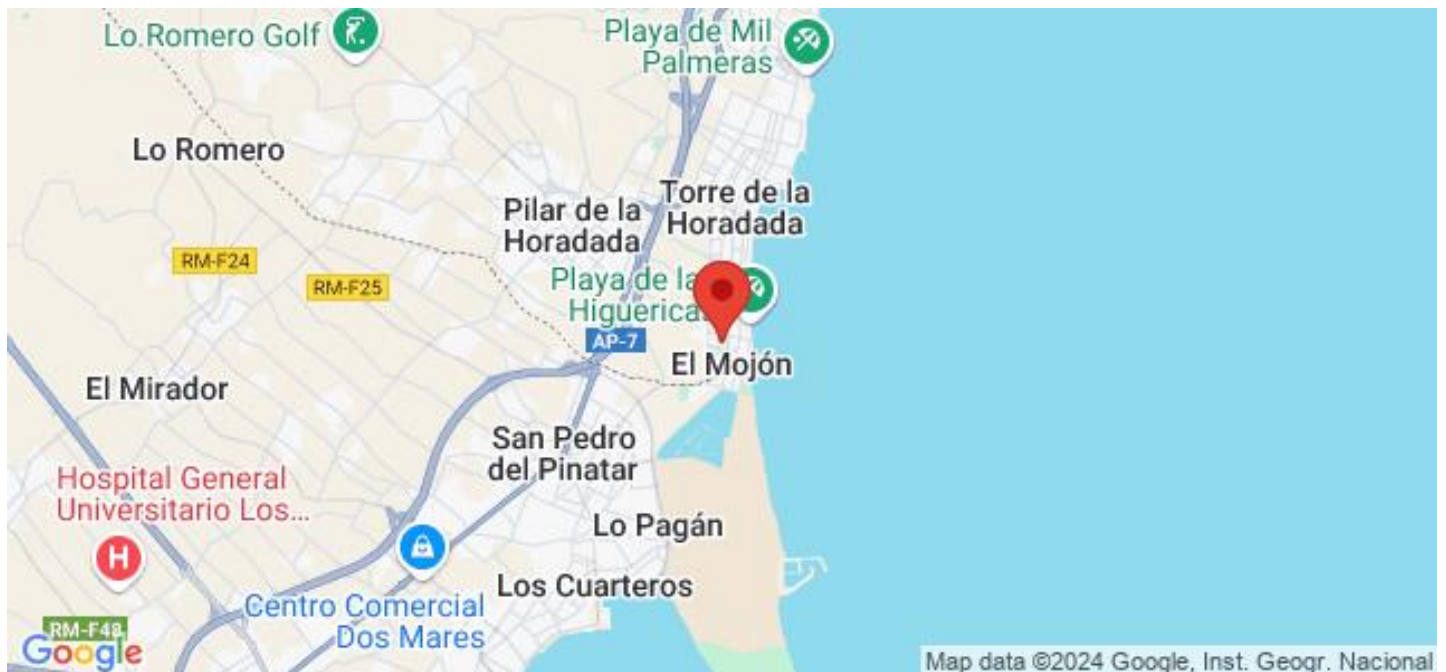 Lo Romero Golf
Playa de Mil
Palmeras
Lo Romero
Torre de la
Horadada
Pilar de la
Horadada
RM-F24
RM-F25
Playa de la
Higuerica
AP-7
El Mojón
El Mirador
San Pedro
del Pinatar
Hospital General
Universitario Los...
H
Lo Pagán
Los Cuarteros
Centro Comercial
Dos Mares
RM-F48
Google
Map data ©2024 Google, Inst. Geogr. Nacional